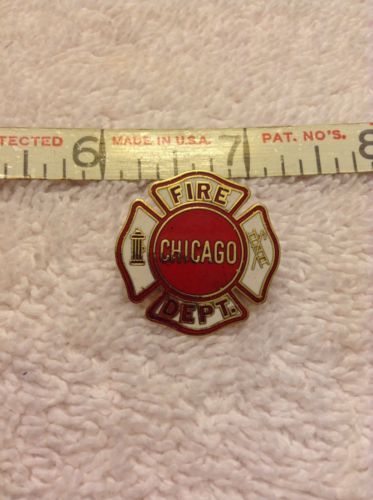 TECTED 6 MADE IN U.S.A. 7 PAT. NO'S. 8
FIRE
CHICAGO
DEPT.